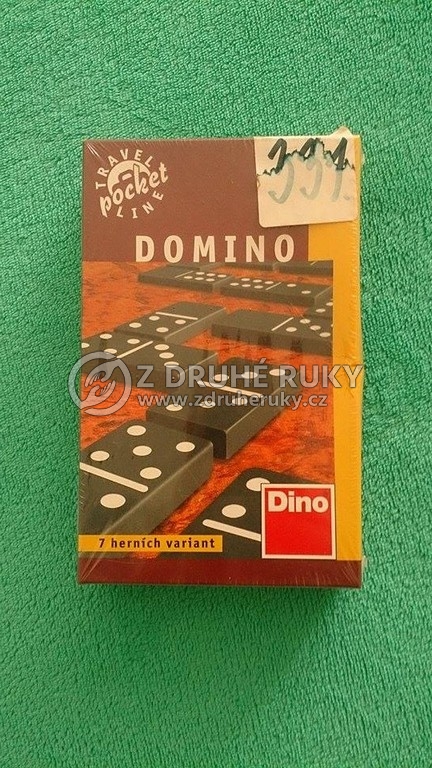 TRAVEL
pocket
LINE
DOMINO
Z DRUHÉ RUKY
www.zdruheruky.cz
Dino
7 herních variant